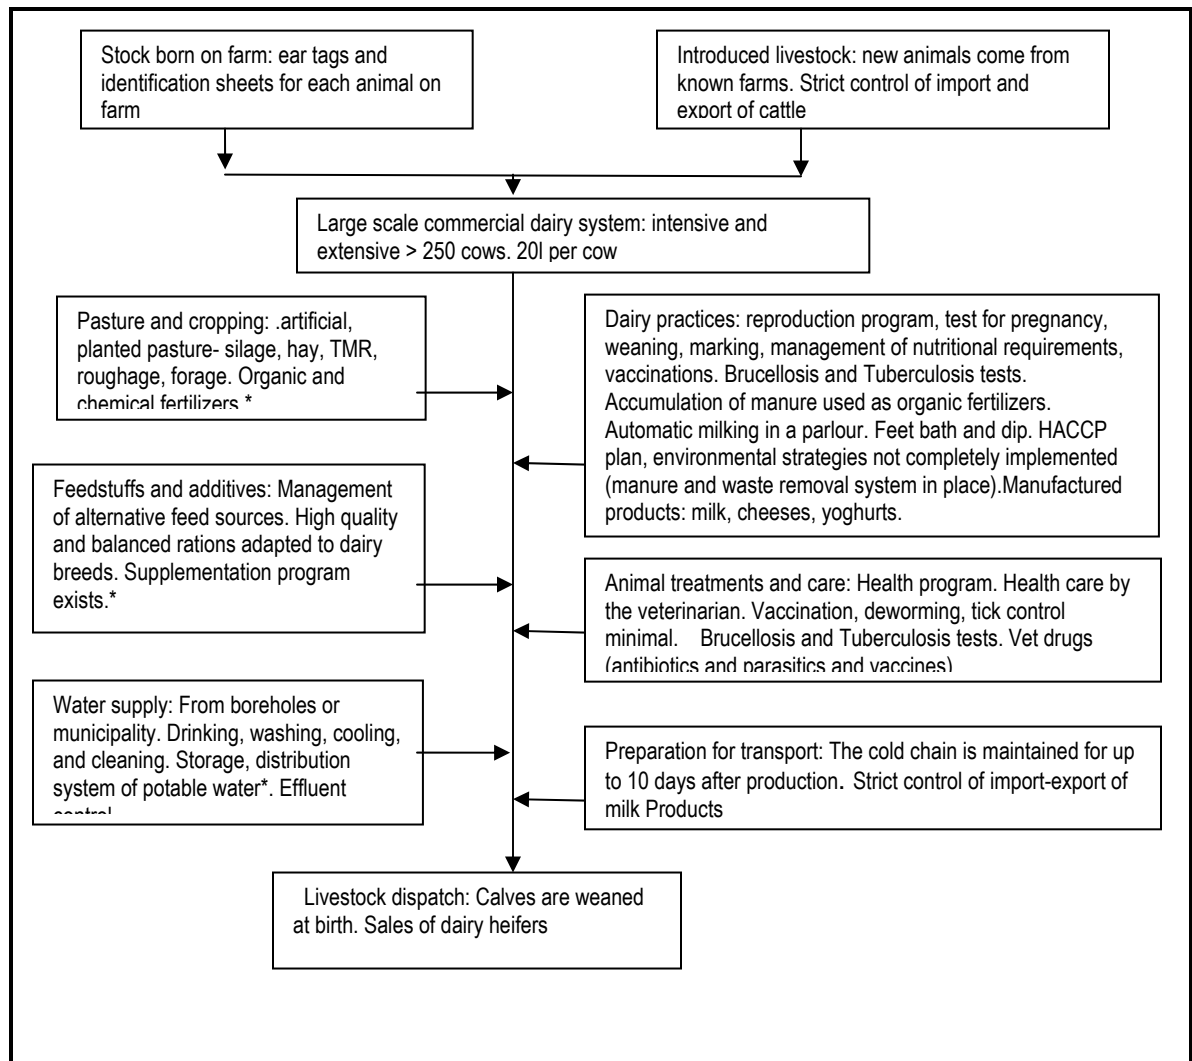 Stock born on farm: ear tags and
identification sheets for each animal on
farm
Introduced livestock: new animals come from
known farms. Strict control of import and
export of cattle
Large scale commercial dairy system: intensive and
extensive > 250 cows. 20l per cow
Pasture and cropping: .artificial,
planted pasture- silage, hay, TMR,
roughage, forage. Organic and
chemical fertilizers.*
Dairy practices: reproduction program, test for pregnancy,
weaning, marking, management of nutritional requirements,
vaccinations. Brucellosis and Tuberculosis tests.
Accumulation of manure used as organic fertilizers.
Automatic milking in a parlour. Feet bath and dip. HACCP
plan, environmental strategies not completely implemented
(manure and waste removal system in place).Manufactured
products: milk, cheeses, yoghurts.
Feedstuffs and additives: Management
of alternative feed sources. High quality
and balanced rations adapted to dairy
breeds. Supplementation program
exists.*
Animal treatments and care: Health program. Health care by
the veterinarian. Vaccination, deworming, tick control
minimal. Brucellosis and Tuberculosis tests. Vet drugs
(antibiotics and parasitics and vaccines)
Water supply: From boreholes or
municipality. Drinking, washing, cooling,
and cleaning. Storage, distribution
system of potable water*. Effluent
control
Preparation for transport: The cold chain is maintained for up
to 10 days after production. Strict control of import-export of
milk Products
Livestock dispatch: Calves are weaned
at birth. Sales of dairy heifers